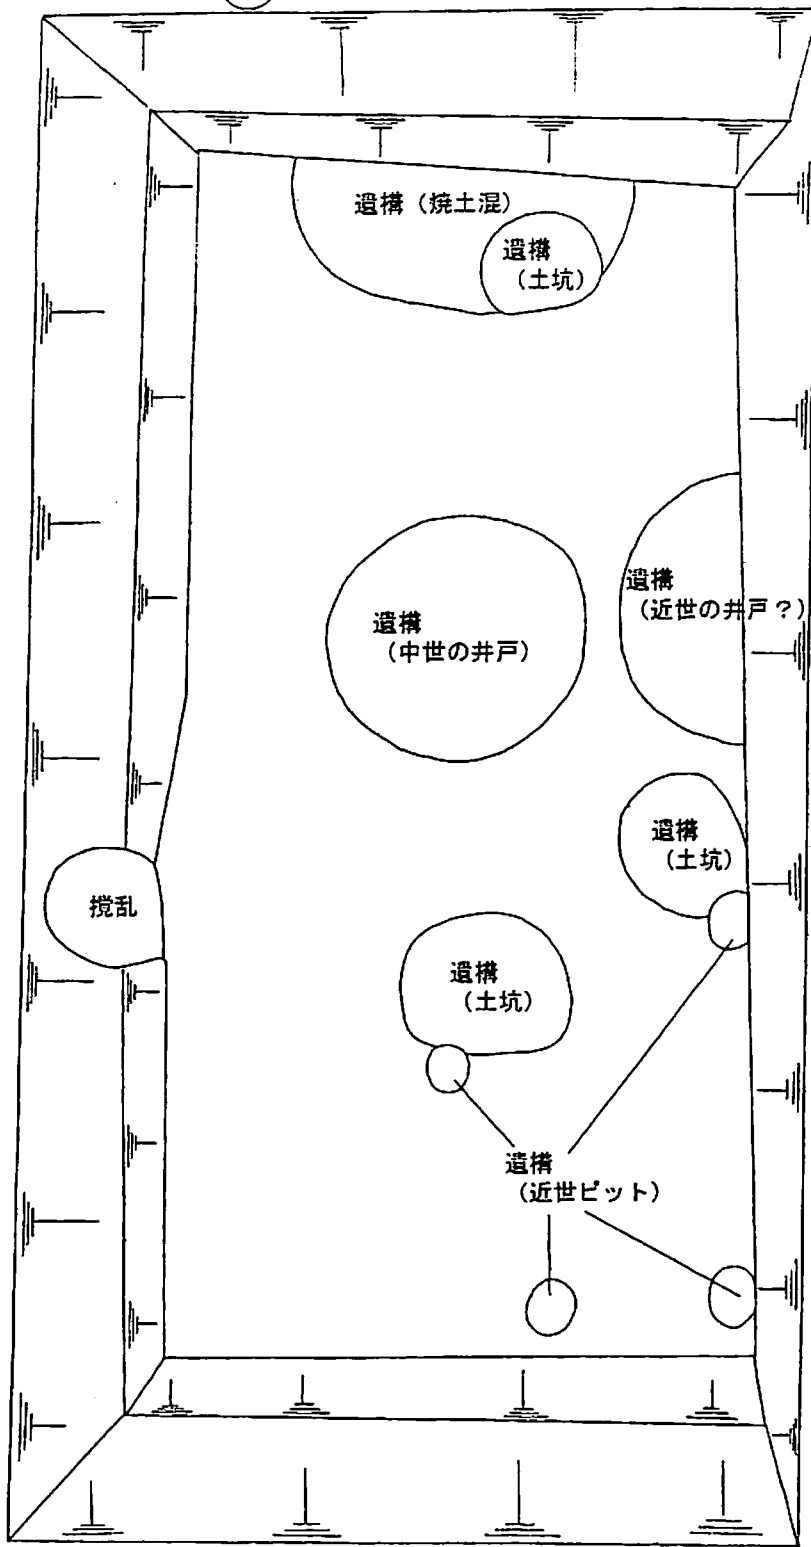 遺構（焼土混）
遺構
（土坑）
遺構
（近世の井戸？）
遺構
（中世の井戸）
遺構
（土坑）
撹乱
遺構
（土坑）
遺構
（近世ピット）